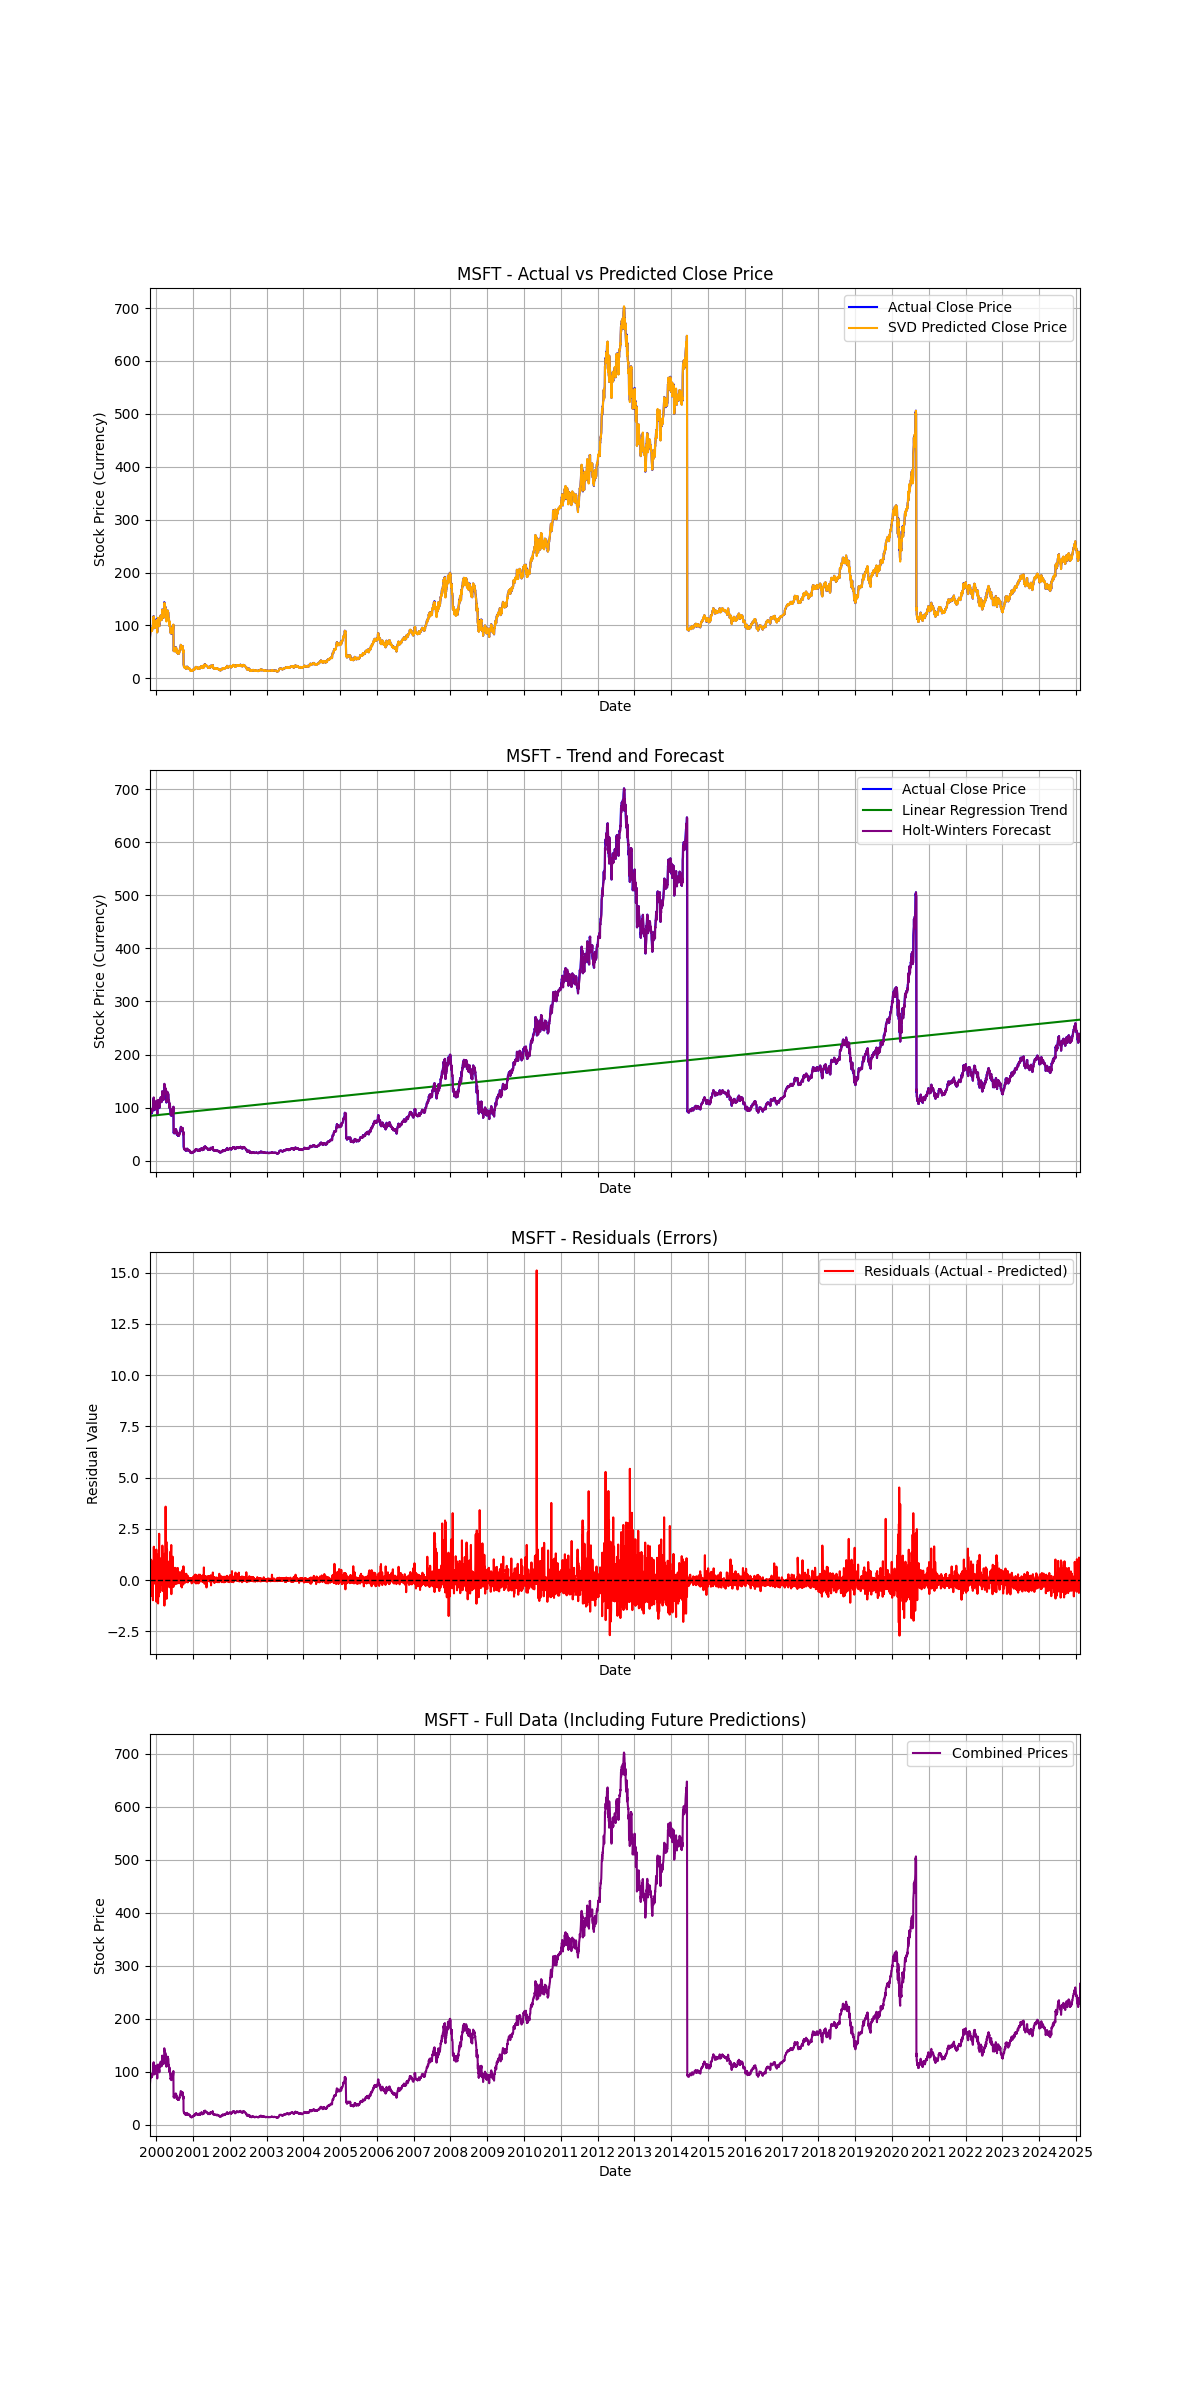 MSFT - Actual vs Predicted Close Price
Actual Close Price
SVD Predicted Close Price
700
600
500
400
300
200
100
0
Stock Price (Currency)
Date
MSFT - Trend and Forecast
Actual Close Price
Linear Regression Trend
Holt-Winters Forecast
700
600
500
400
300
200
100
0
Stock Price (Currency)
Date
MSFT - Residuals (Errors)
Residuals (Actual - Predicted)
15.0
12.5
10.0
7.5
5.0
2.5
0.0
−2.5
Residual Value
Date
MSFT - Full Data (Including Future Predictions)
Combined Prices
700
600
500
400
300
200
100
0
Stock Price
2000 2001 2002 2003 2004 2005 2006 2007 2008 2009 2010 2011 2012 2013 2014 2015 2016 2017 2018 2019 2020 2021 2022 2023 2024 2025
Date